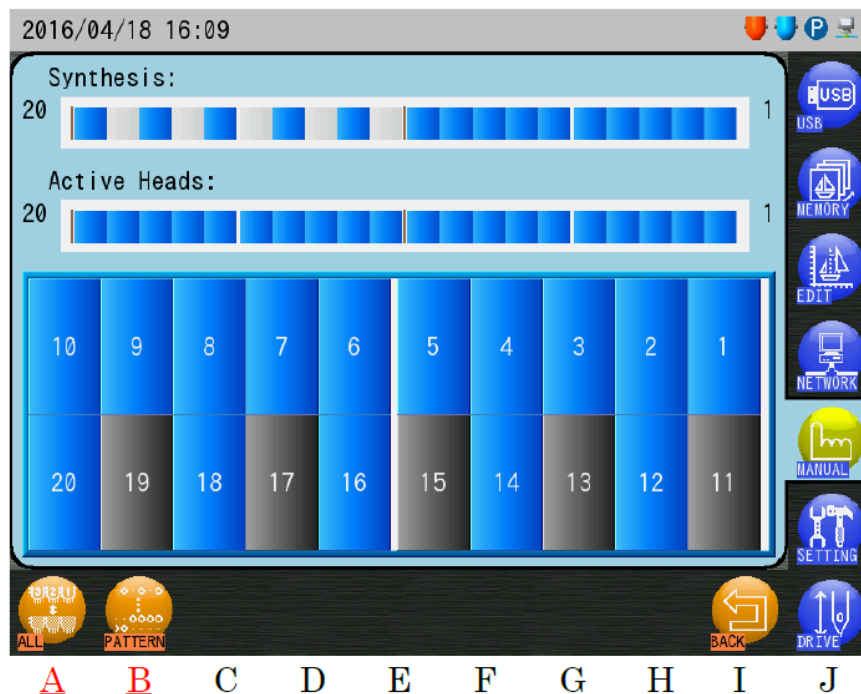 2016/04/18 16:09
P
Synthesis:
20 1
USB
USB
Active Heads:
20 1
MEMORY
EDIT
10 9 8 7 6 5 4 3 2 1
NETWORK
MANUAL
20 19 18 17 16 15 14 13 12 11
SETTING
ALL PATTERN BACK DRIVE
A B C D E F G H I J